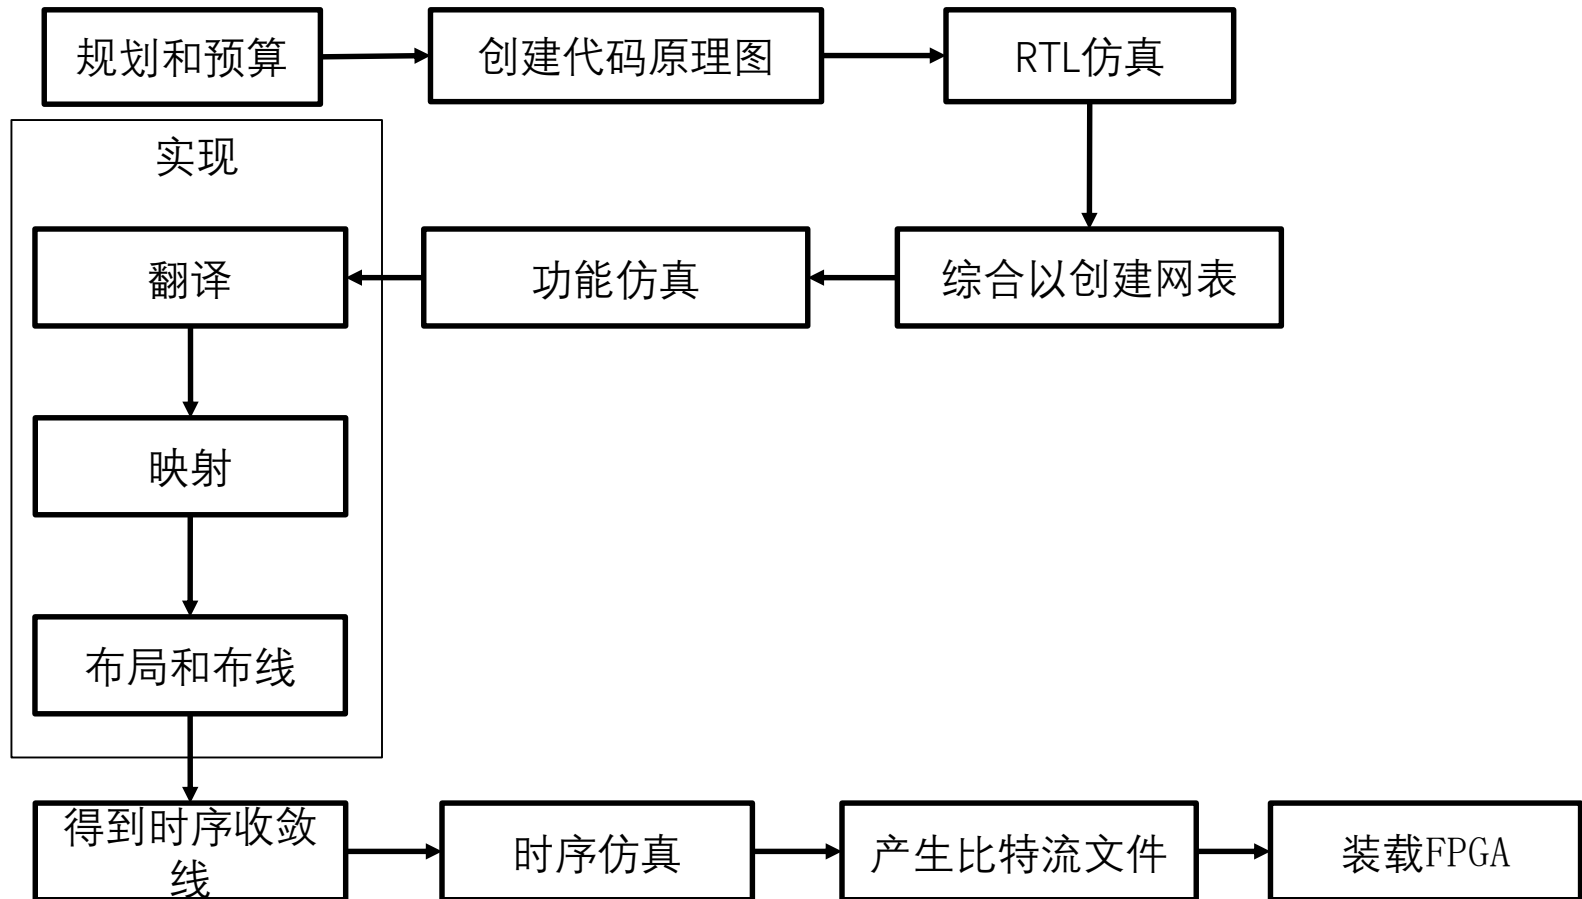 规划和预算
创建代码原理图
RTL仿真
实现
翻译
功能仿真
综合以创建网表
映射
布局和布线
得到时序收敛
线
时序仿真
产生比特流文件
装载FPGA